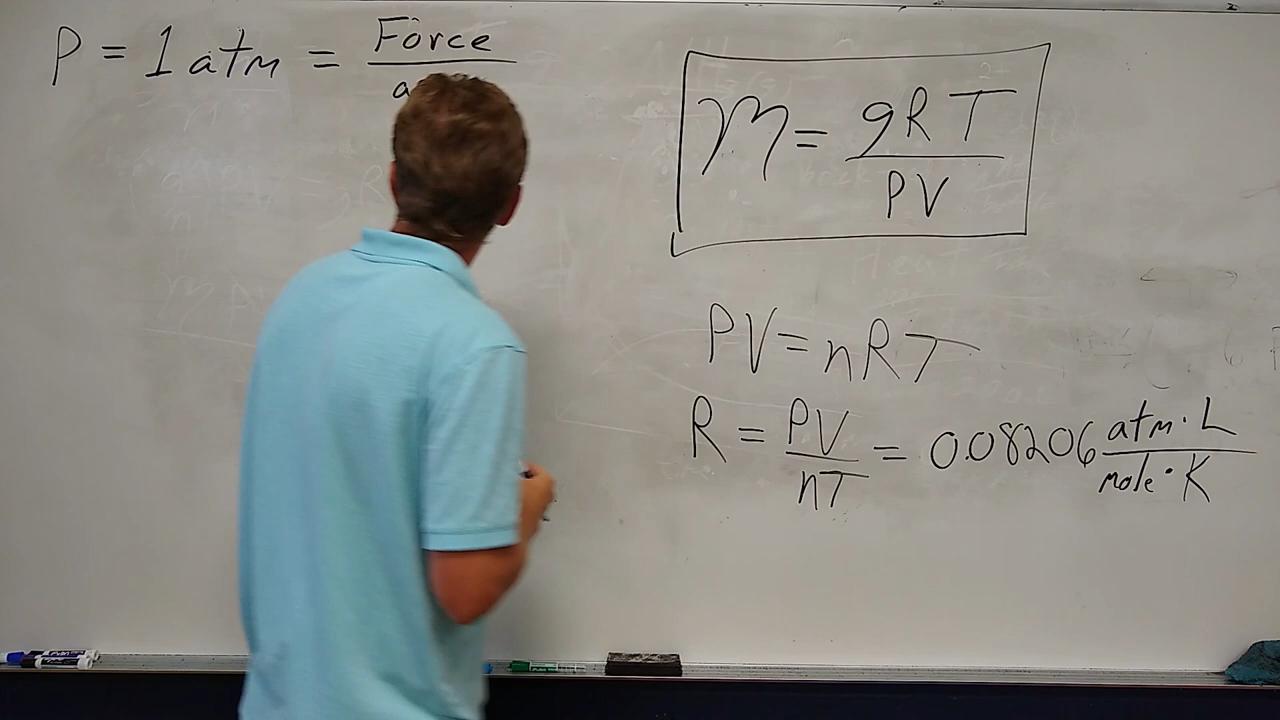 P = 1 atm = Force / a
m = gRT / PV
PV = nRT
R = PV / nT = 0.08206 atm · L / mole · K